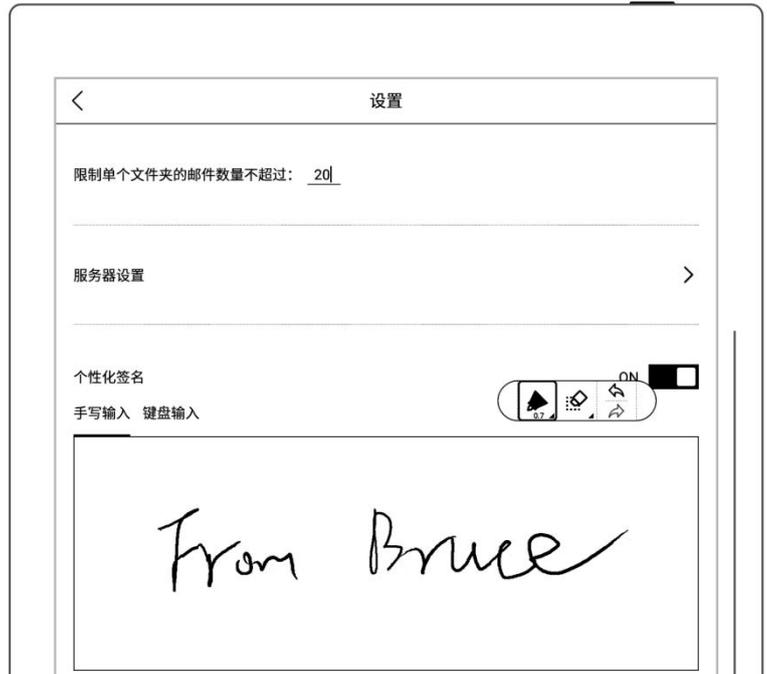 设置
限制单个文件夹的邮件数量不超过： 20
服务器设置
个性化签名 ON
手写输入 键盘输入
0.7
From Bruce